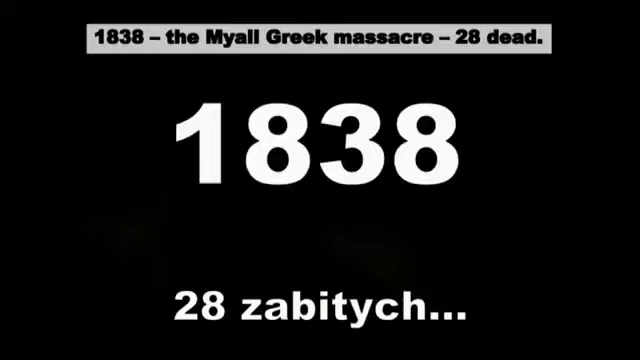 1838 – the Myall Greek massacre – 28 dead.
1838
28 zabitych...